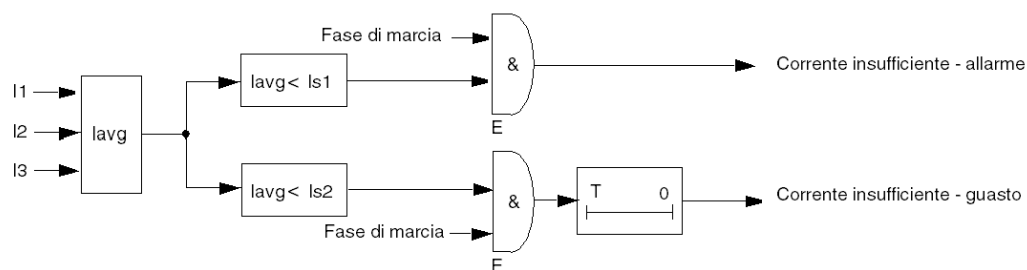 Fase di marcia
&
Iavg< Is1
Corrente insufficiente - allarme
I1
I2
I3
Iavg
E
Iavg< Is2
&
T 0
Corrente insufficiente - guasto
Fase di marcia
E